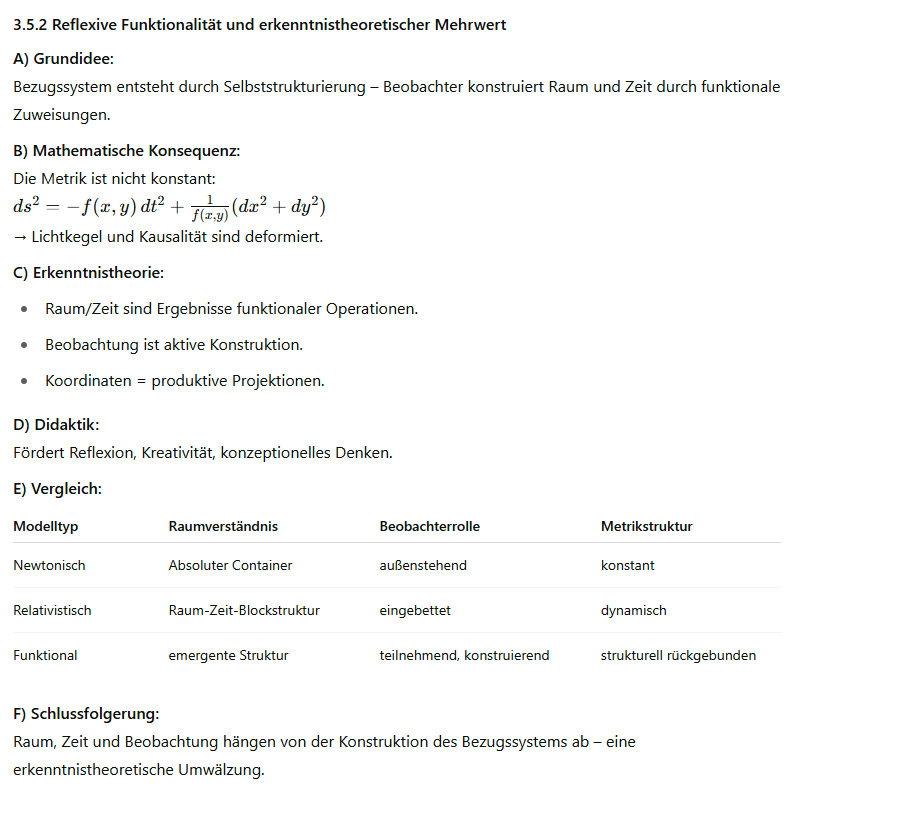 3.5.2 Reflexive Funktionalität und erkenntnistheoretischer Mehrwert
A) Grundidee:
Bezugssystem entsteht durch Selbststrukturierung – Beobachter konstruiert Raum und Zeit durch funktionale
Zuweisungen.
B) Mathematische Konsequenz:
Die Metrik ist nicht konstant:
ds² = −f(x, y) dt² + 1/f(x,y) (dx² + dy²)
→ Lichtkegel und Kausalität sind deformiert.
C) Erkenntnistheorie:
• Raum/Zeit sind Ergebnisse funktionaler Operationen.
• Beobachtung ist aktive Konstruktion.
• Koordinaten = produktive Projektionen.
D) Didaktik:
Fördert Reflexion, Kreativität, konzeptionelles Denken.
E) Vergleich:
Modelltyp Raumverständnis Beobachterrolle Metrikstruktur
Newtonisch Absoluter Container außenstehend konstant
Relativistisch Raum-Zeit-Blockstruktur eingebettet dynamisch
Funktional emergente Struktur teilnehmend, konstruierend strukturell rückgebunden
F) Schlussfolgerung:
Raum, Zeit und Beobachtung hängen von der Konstruktion des Bezugssystems ab – eine
erkenntnistheoretische Umwälzung.